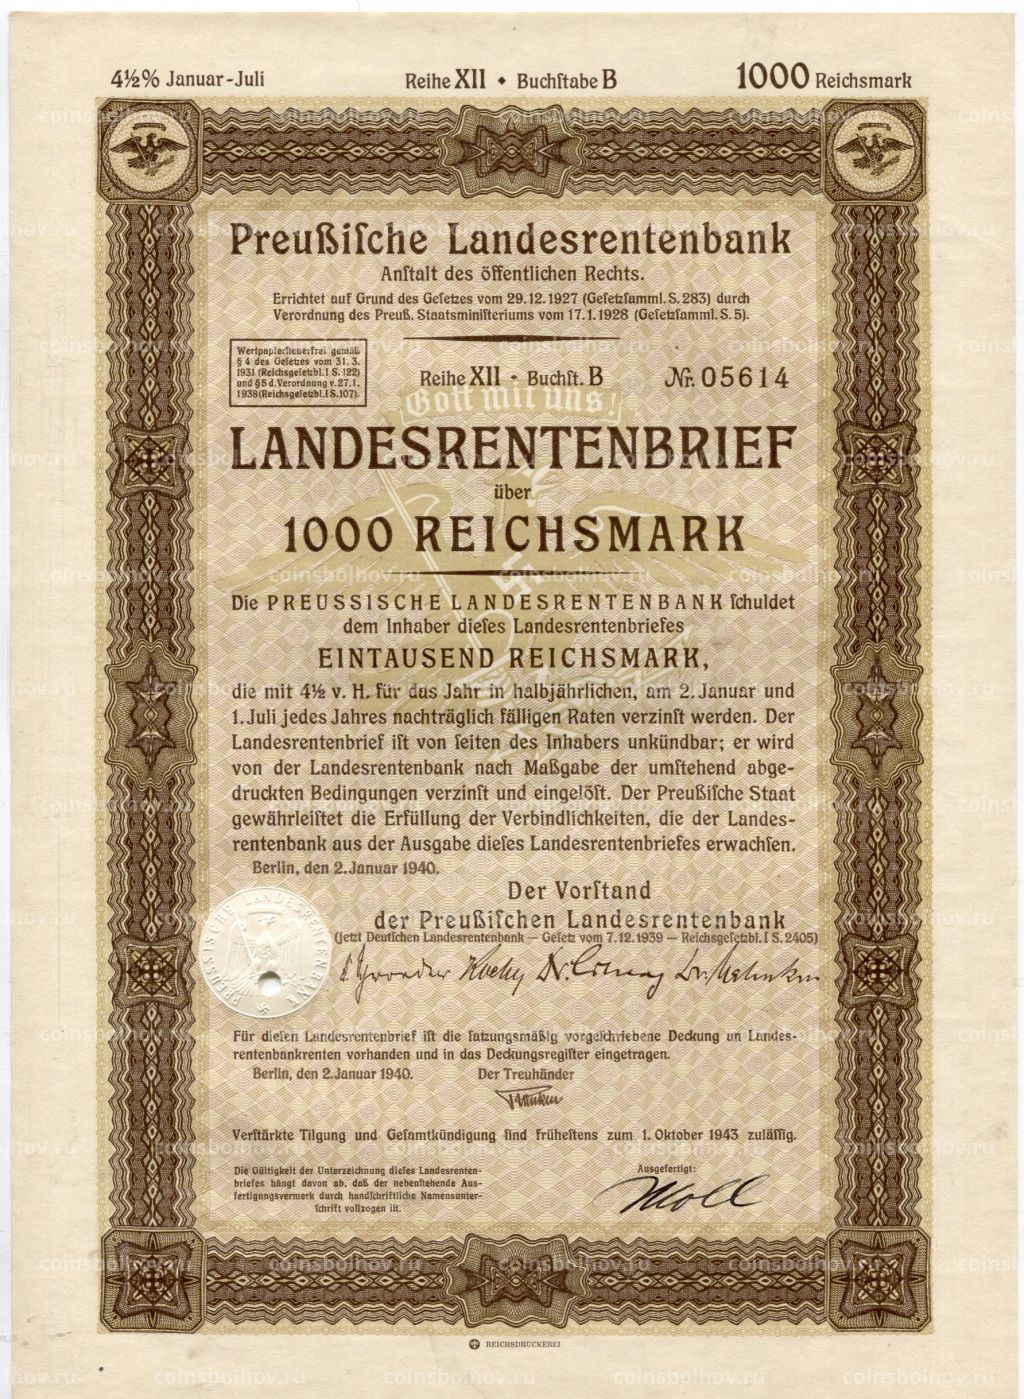 4½% Januar-Juli Reihe XII ◆ Buchſtabe B 1000 Reichsmark
Preußiſche Landesrentenbank
Anſtalt des öffentlichen Rechts.
Errichtet auf Grund des Geſetzes vom 29.12.1927 (Geſetzſamml. S. 283) durch
Verordnung des Preuß. Staatsminiſteriums vom 17.1.1928 (Geſetzſamml. S. 5).
Wertpapierſteuerfrei gemäß
§ 4 des Geſetzes vom 31. 3.
1931 (Reichsgeſetzbl. I S. 122)
und § 5 d. Verordnung v. 27. 1.
1938 (Reichsgeſetzbl. I S. 107).
Reihe XII • Buchſt. B Nr. 05614
Gott mit uns!
LANDESRENTENBRIEF
über
1000 REICHSMARK
Die PREUSSISCHE LANDESRENTENBANK ſchuldet
dem Inhaber dieſes Landesrentenbriefes
EINTAUSEND REICHSMARK,
die mit 4½ v. H. für das Jahr in halbjährlichen, am 2. Januar und
1. Juli jedes Jahres nachträglich fälligen Raten verzinſt werden. Der
Landesrentenbrief iſt von ſeiten des Inhabers unkündbar; er wird
von der Landesrentenbank nach Maßgabe der umſtehend abge-
druckten Bedingungen verzinſt und eingelöſt. Der Preußiſche Staat
gewährleiſtet die Erfüllung der Verbindlichkeiten, die der Landes-
rentenbank aus der Ausgabe dieſes Landesrentenbriefes erwachſen.
Berlin, den 2. Januar 1940.
Der Vorſtand
der Preußiſchen Landesrentenbank
(jetzt Deutſchen Landesrentenbank — Geſetz vom 7.12.1939 — Reichsgeſetzbl. I S. 2405)
PREUSSISCHE LANDESRENTENBANK
Für dieſen Landesrentenbrief iſt die ſatzungsmäßig vorgeſchriebene Deckung an Landes-
rentenbankrenten vorhanden und in das Deckungsregiſter eingetragen.
Berlin, den 2. Januar 1940. Der Treuhänder
Verſtärkte Tilgung und Geſamtkündigung ſind früheſtens zum 1. Oktober 1943 zuläſſig.
Die Gültigkeit der Unterzeichnung dieſes Landesrenten-
briefes hängt davon ab, daß der nebenſtehende Aus-
fertigungsvermerk durch handſchriftliche Namensunter-
ſchrift vollzogen iſt.
Ausgefertigt:
Moll
REICHSDRUCKEREI
coinsbolhov.ru